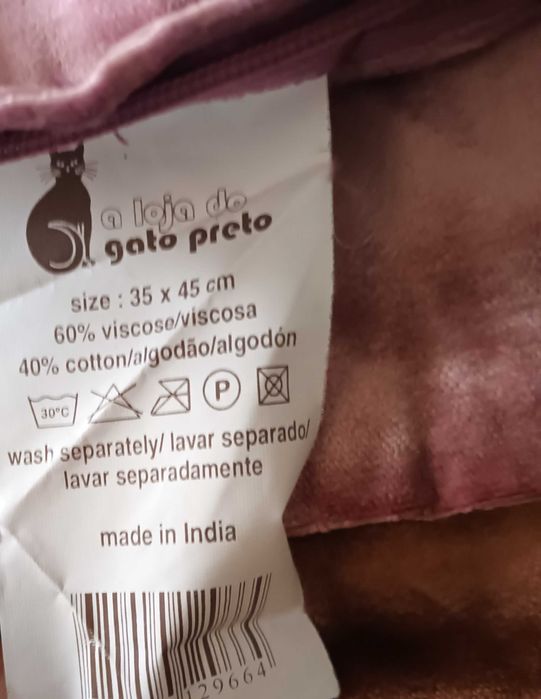 a loja do
gato preto
size : 35 x 45 cm
60% viscose/viscosa
40% cotton/algodão/algodón
30°C
P
wash separately/ lavar separado/
lavar separadamente
made in India
129664